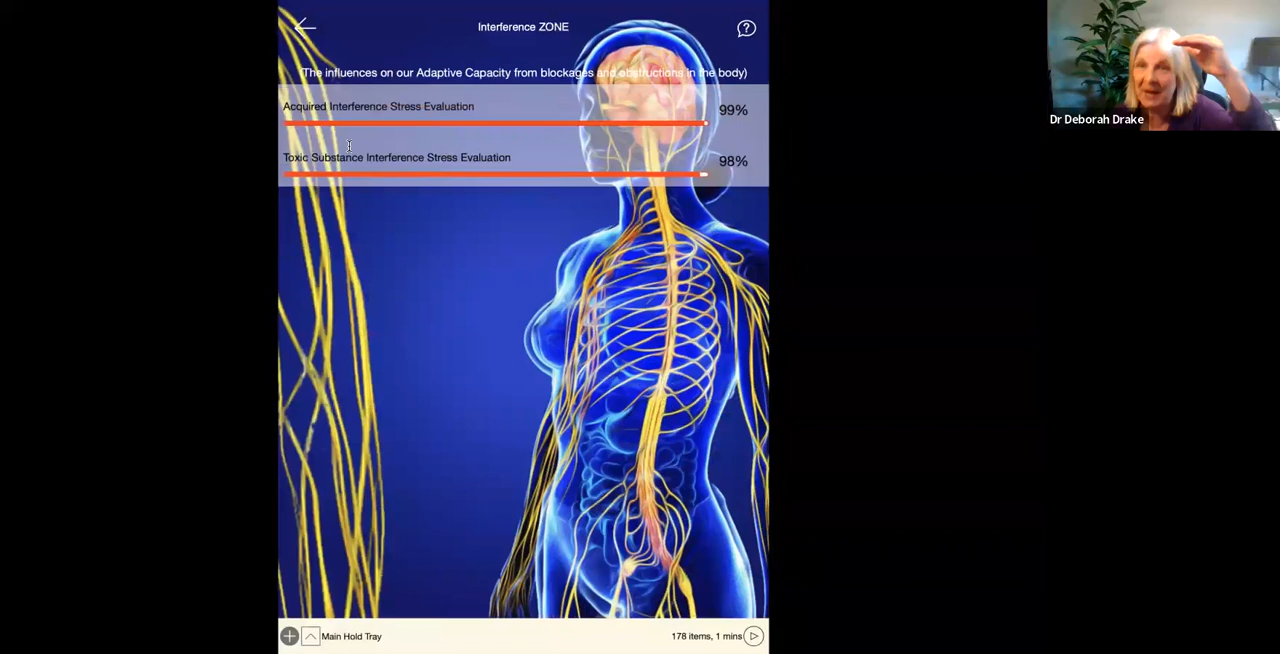 Interference ZONE
The influences on our Adaptive Capacity from blockages and obstructions in the body)
Acquired Interference Stress Evaluation
99%
Toxic Substance Interference Stress Evaluation
98%
Dr Deborah Drake
Main Hold Tray
178 items, 1 mins